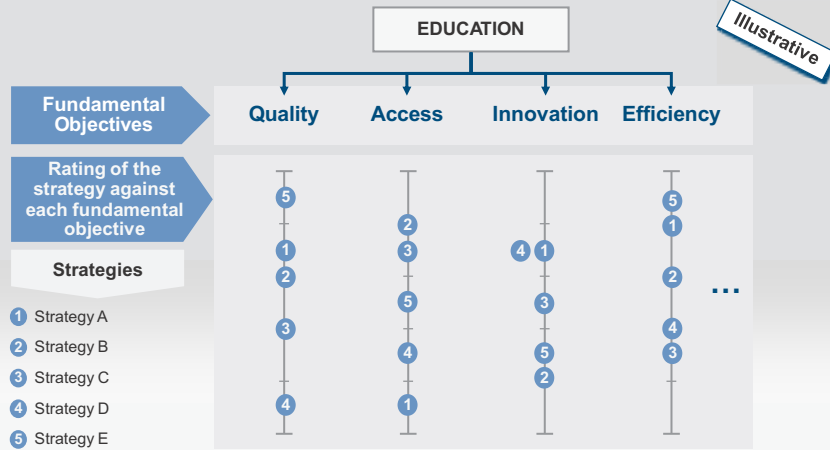 EDUCATION
Illustrative
Fundamental
Objectives
Quality
Access
Innovation
Efficiency
Rating of the
strategy against
each fundamental
objective
Strategies
1 Strategy A
2 Strategy B
3 Strategy C
4 Strategy D
5 Strategy E
5
1
2
3
4
2
3
5
4
1
4 1
3
5
2
5
1
2
4
3
...